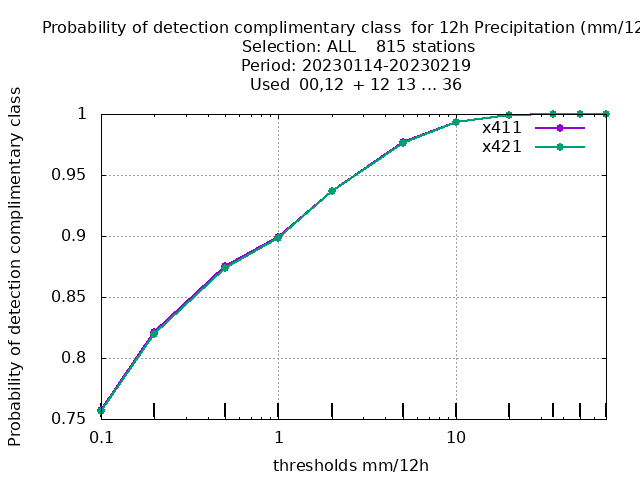 Probability of detection complimentary class  for 12h Precipitation (mm/12
Selection: ALL    815 stations
Period: 20230114-20230219
Used  00,12  + 12 13 ... 36
Probability of detection complimentary class
1
0.95
0.9
0.85
0.8
0.75
x411
x421
0.1
1
10
thresholds mm/12h